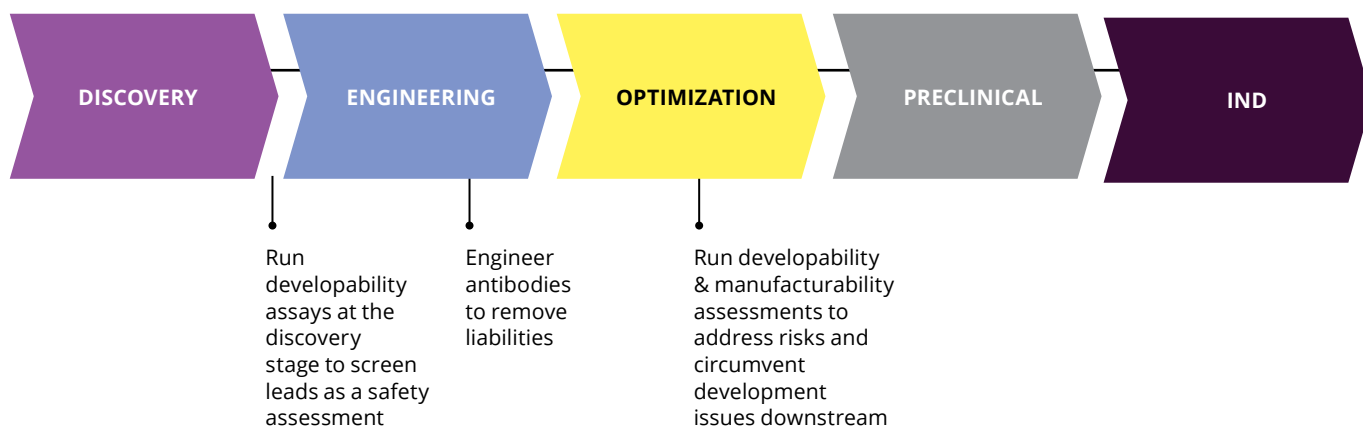 DISCOVERY
ENGINEERING
OPTIMIZATION
PRECLINICAL
IND
Run
developability
assays at the
discovery
stage to screen
leads as a safety
assessment
Engineer
antibodies
to remove
liabilities
Run developability
& manufacturability
assessments to
address risks and
circumvent
development
issues downstream